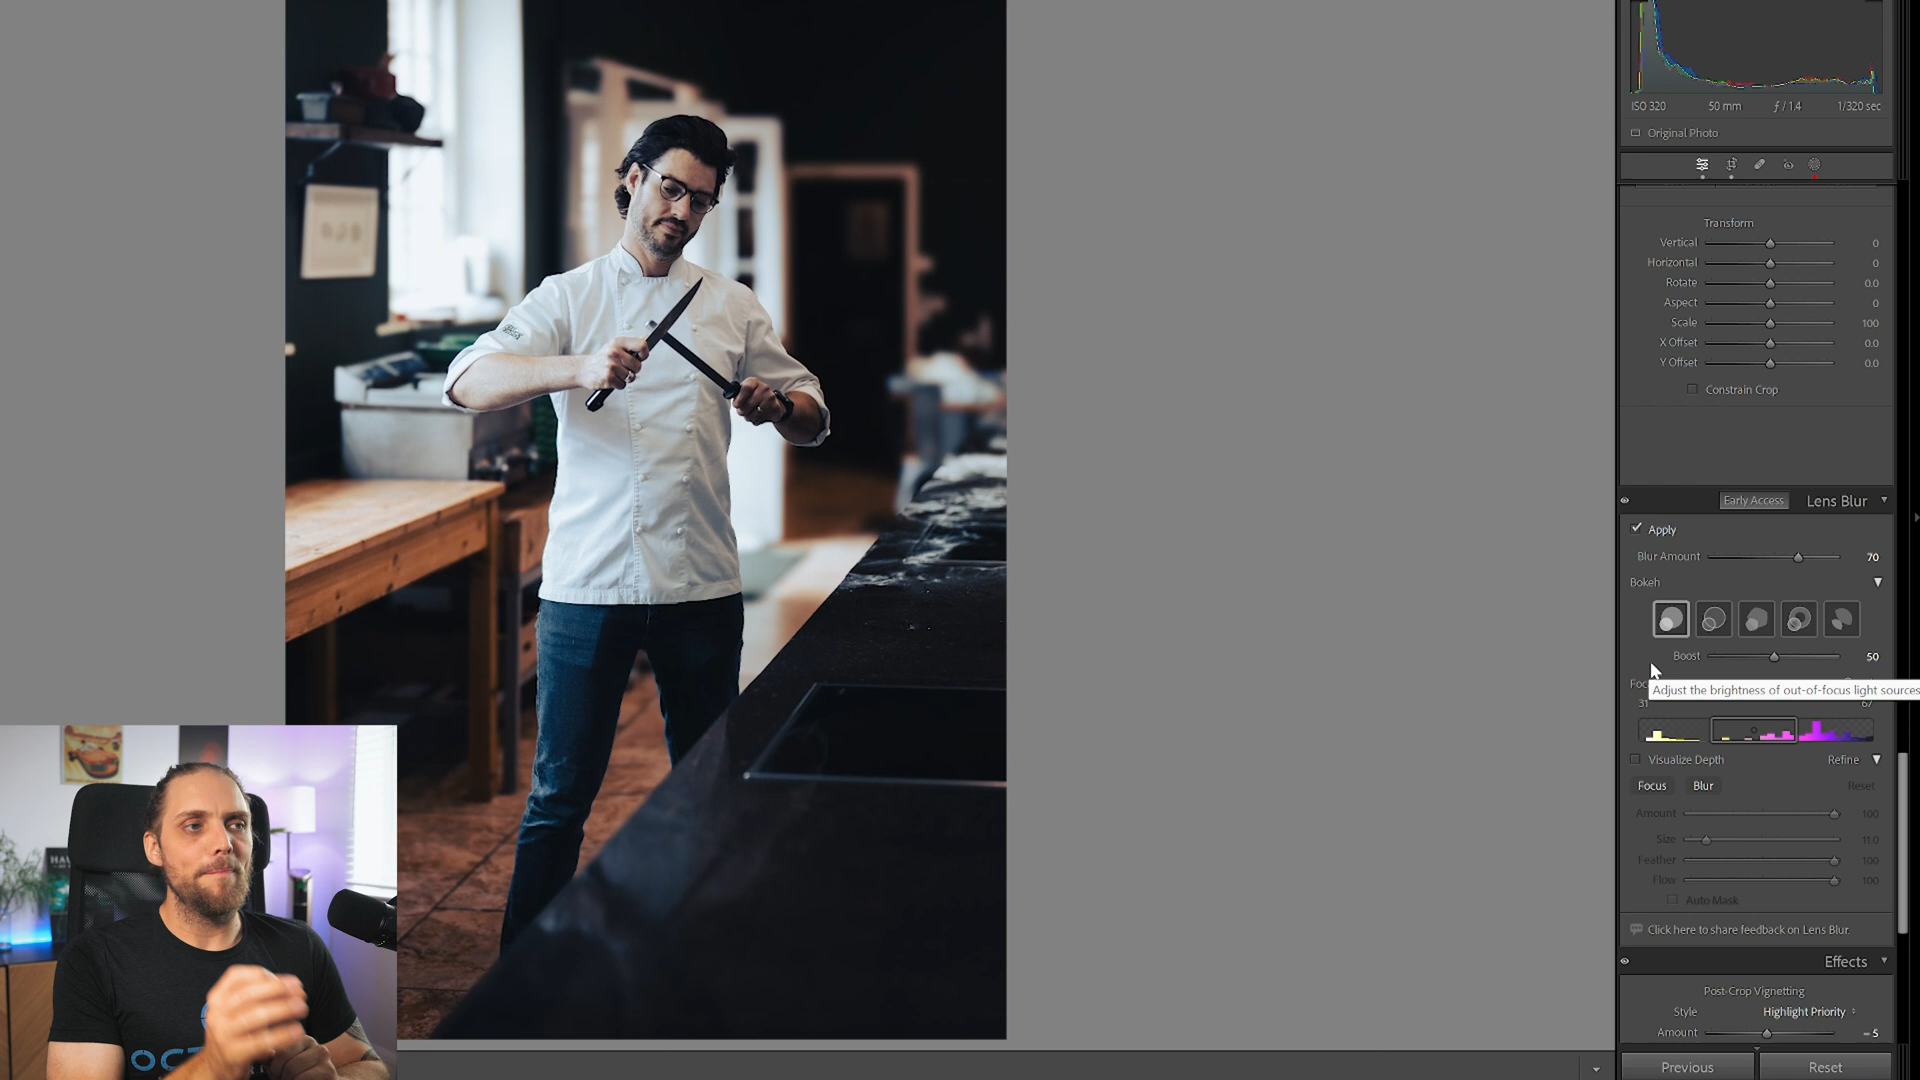 ISO 320 50 mm ƒ / 1.4 1/320 sec
Original Photo
Transform
Vertical 0
Horizontal 0
Rotate 0.0
Aspect 0
Scale 100
X Offset 0.0
Y Offset 0.0
Constrain Crop
Early Access Lens Blur
Apply
Blur Amount 70
Bokeh
Boost 50
Adjust the brightness of out-of-focus light sources
31 67
Visualize Depth Refine
Focus Blur Reset
Amount 100
Size 11.0
Feather 100
Flow 100
Auto Mask
Click here to share feedback on Lens Blur.
Effects
Post-Crop Vignetting
Style Highlight Priority
Amount – 5
Previous Reset